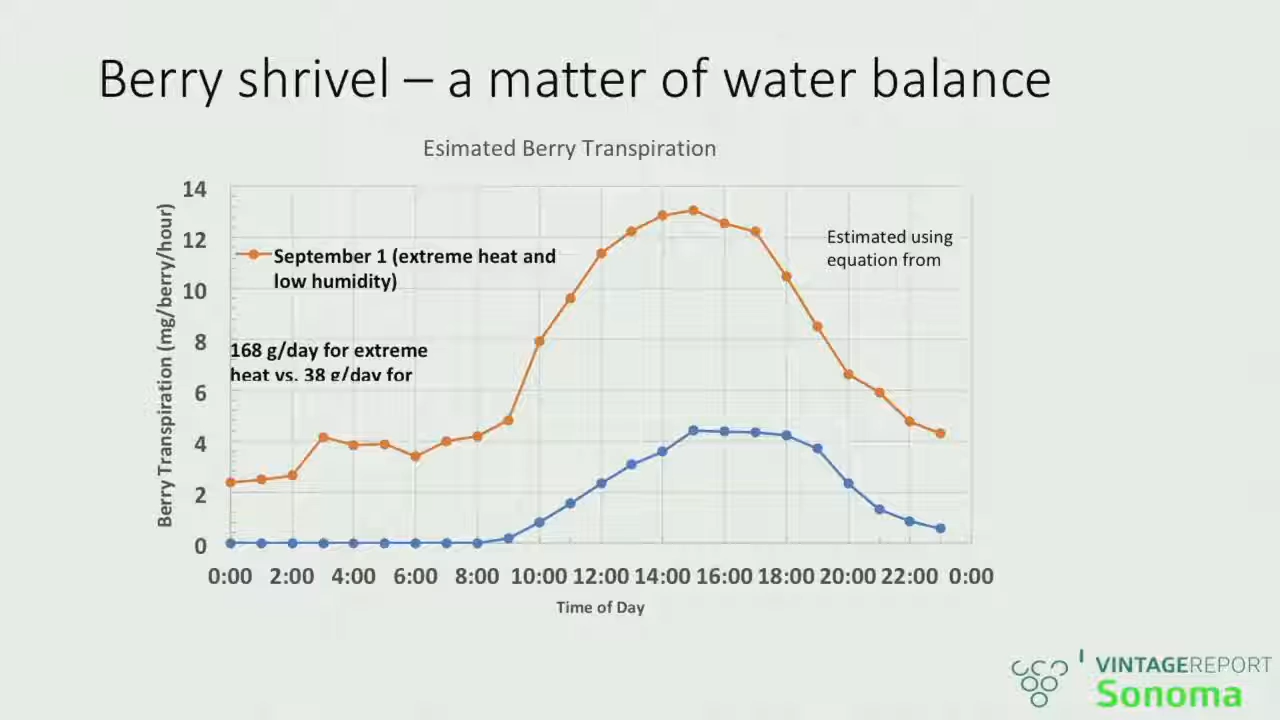 Berry shrivel – a matter of water balance
Esimated Berry Transpiration
Berry Transpiration (mg/berry/hour)
14
12
10
8
6
4
2
0
September 1 (extreme heat and
low humidity)
Estimated using
equation from
168 g/day for extreme
heat vs. 38 g/day for
0:00 2:00 4:00 6:00 8:00 10:00 12:00 14:00 16:00 18:00 20:00 22:00 0:00
Time of Day
VINTAGEREPORT
Sonoma